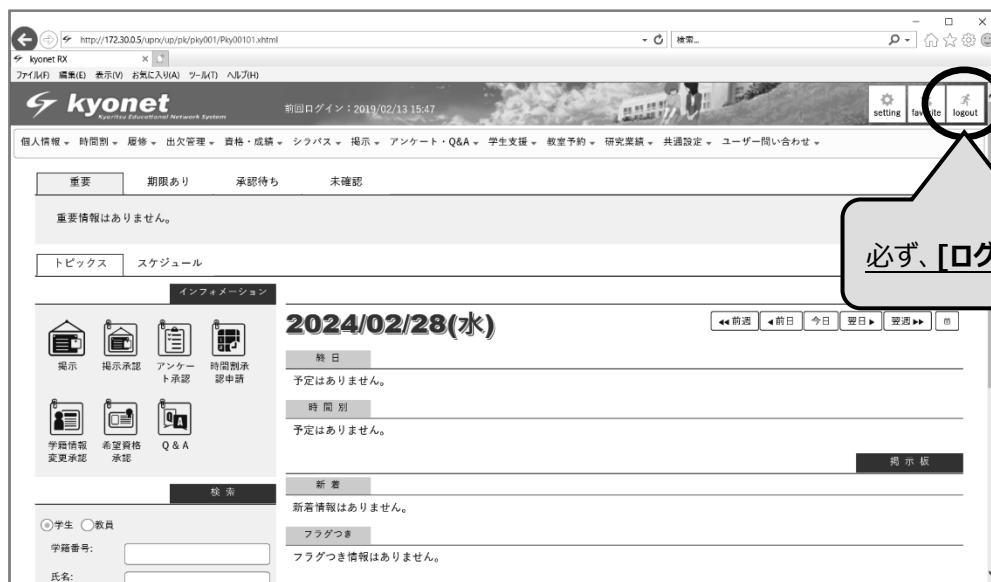 http://172.30.0.5/uprx/up/pk/pky001/Pky00101.xhtml
検索...
kyonet RX
ファイル(F) 編集(E) 表示(V) お気に入り(A) ツール(T) ヘルプ(H)
kyonet
Kyoritsu Educational Network System
前回ログイン：2019/02/13 15:47
setting
logout
個人情報 時間割 履修 出欠管理 資格・成績 シラバス 掲示 アンケート・Q&A 学生支援 教室予約 研究業績 共通設定 ユーザー問い合わせ
重要 期限あり 承認待ち 未確認
重要情報はありません。
必ず、[ログ
トピックス スケジュール
インフォメーション
2024/02/28(水)
前週 前日 今日 翌日 翌週
掲示 掲示承認 アンケート承認 時間割承認申請
終日
予定はありません。
時間別
予定はありません。
学籍情報変更承認 希望資格承認 Q & A
掲示板
検索
新着
新着情報はありません。
学生 教員
フラグつき
学籍番号:
フラグつき情報はありません。
氏名: